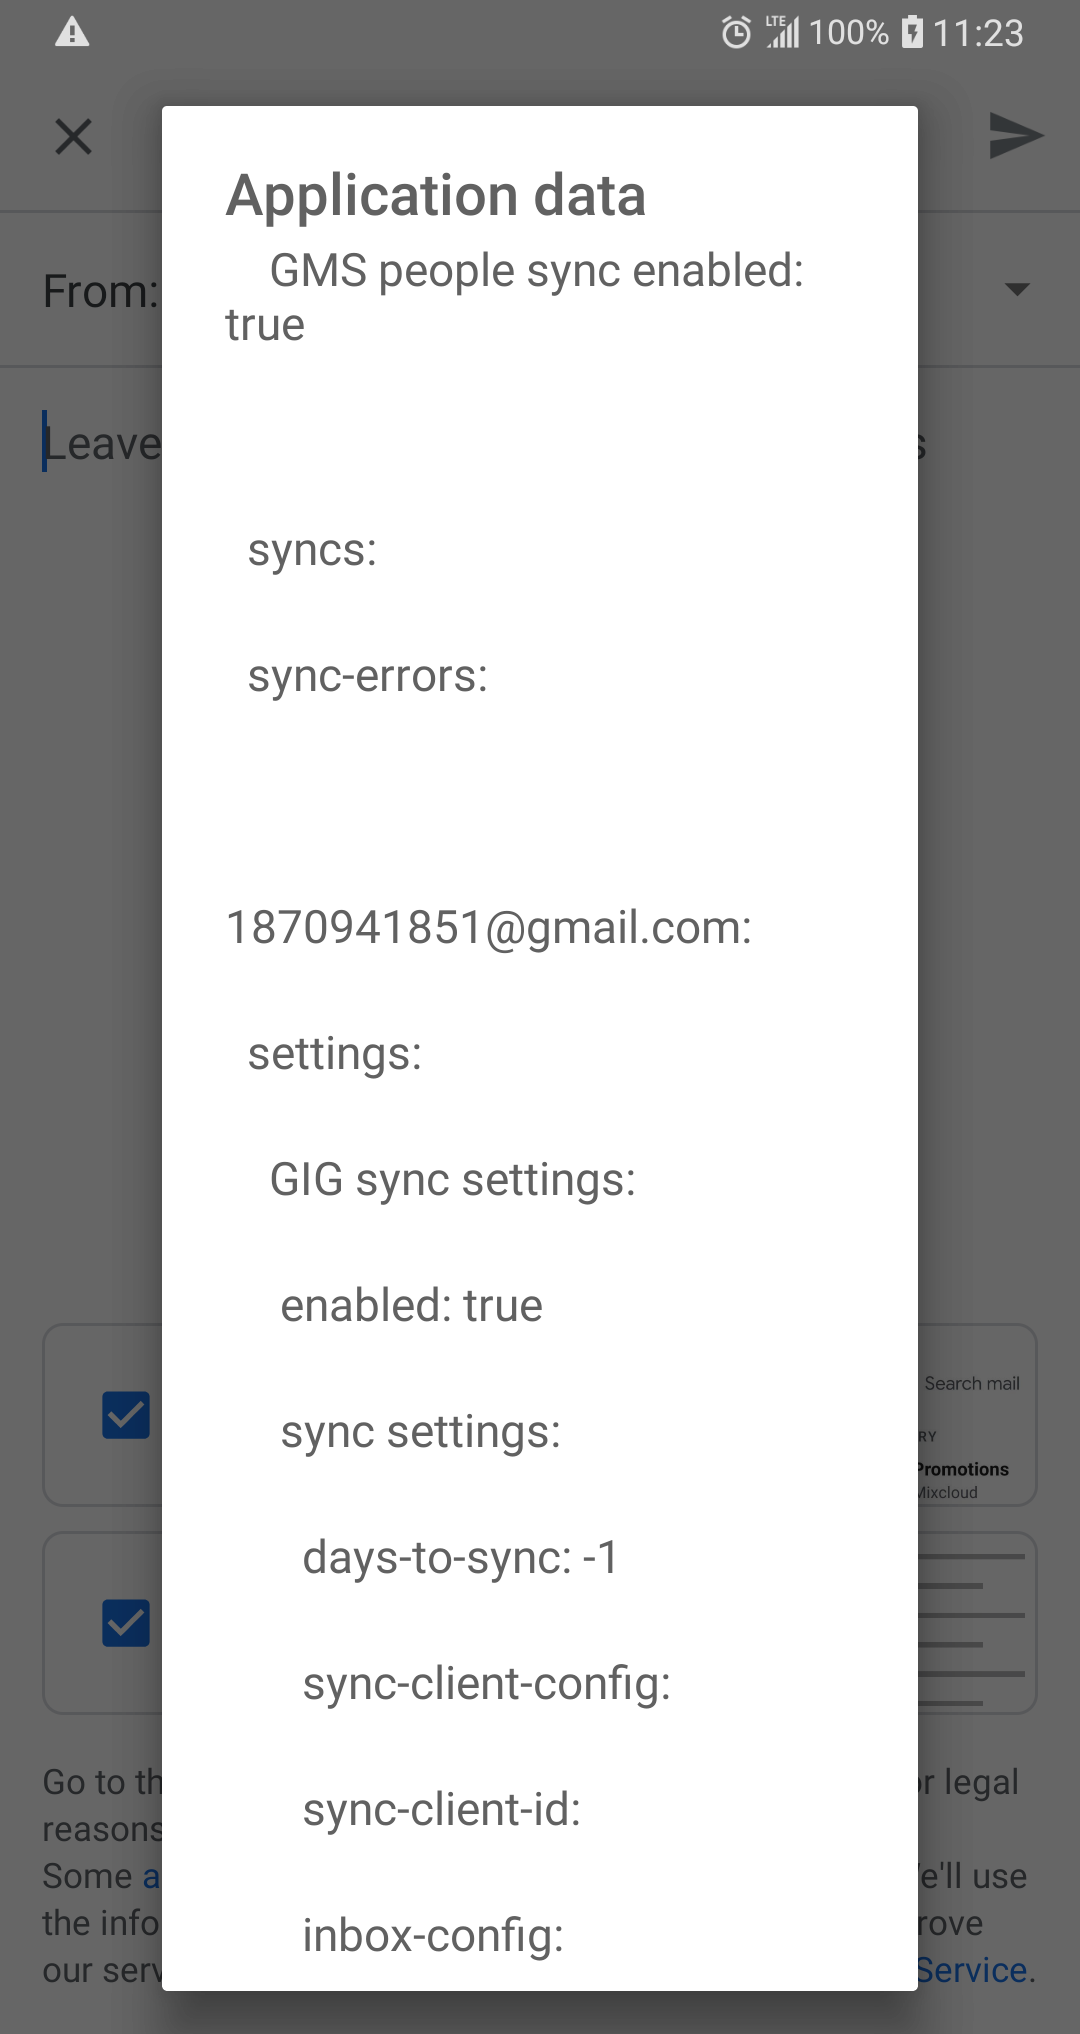 LTE 100% 11:23
Application data
GMS people sync enabled:
true
From:
Leave
s
syncs:
sync-errors:
1870941851@gmail.com:
settings:
GIG sync settings:
enabled: true
sync settings:
days-to-sync: -1
sync-client-config:
sync-client-id:
inbox-config:
Search mail
RY
Promotions
Mixcloud
Go to th
r legal
reasons
Some a
e'll use
the info
rove
our serv
Service.